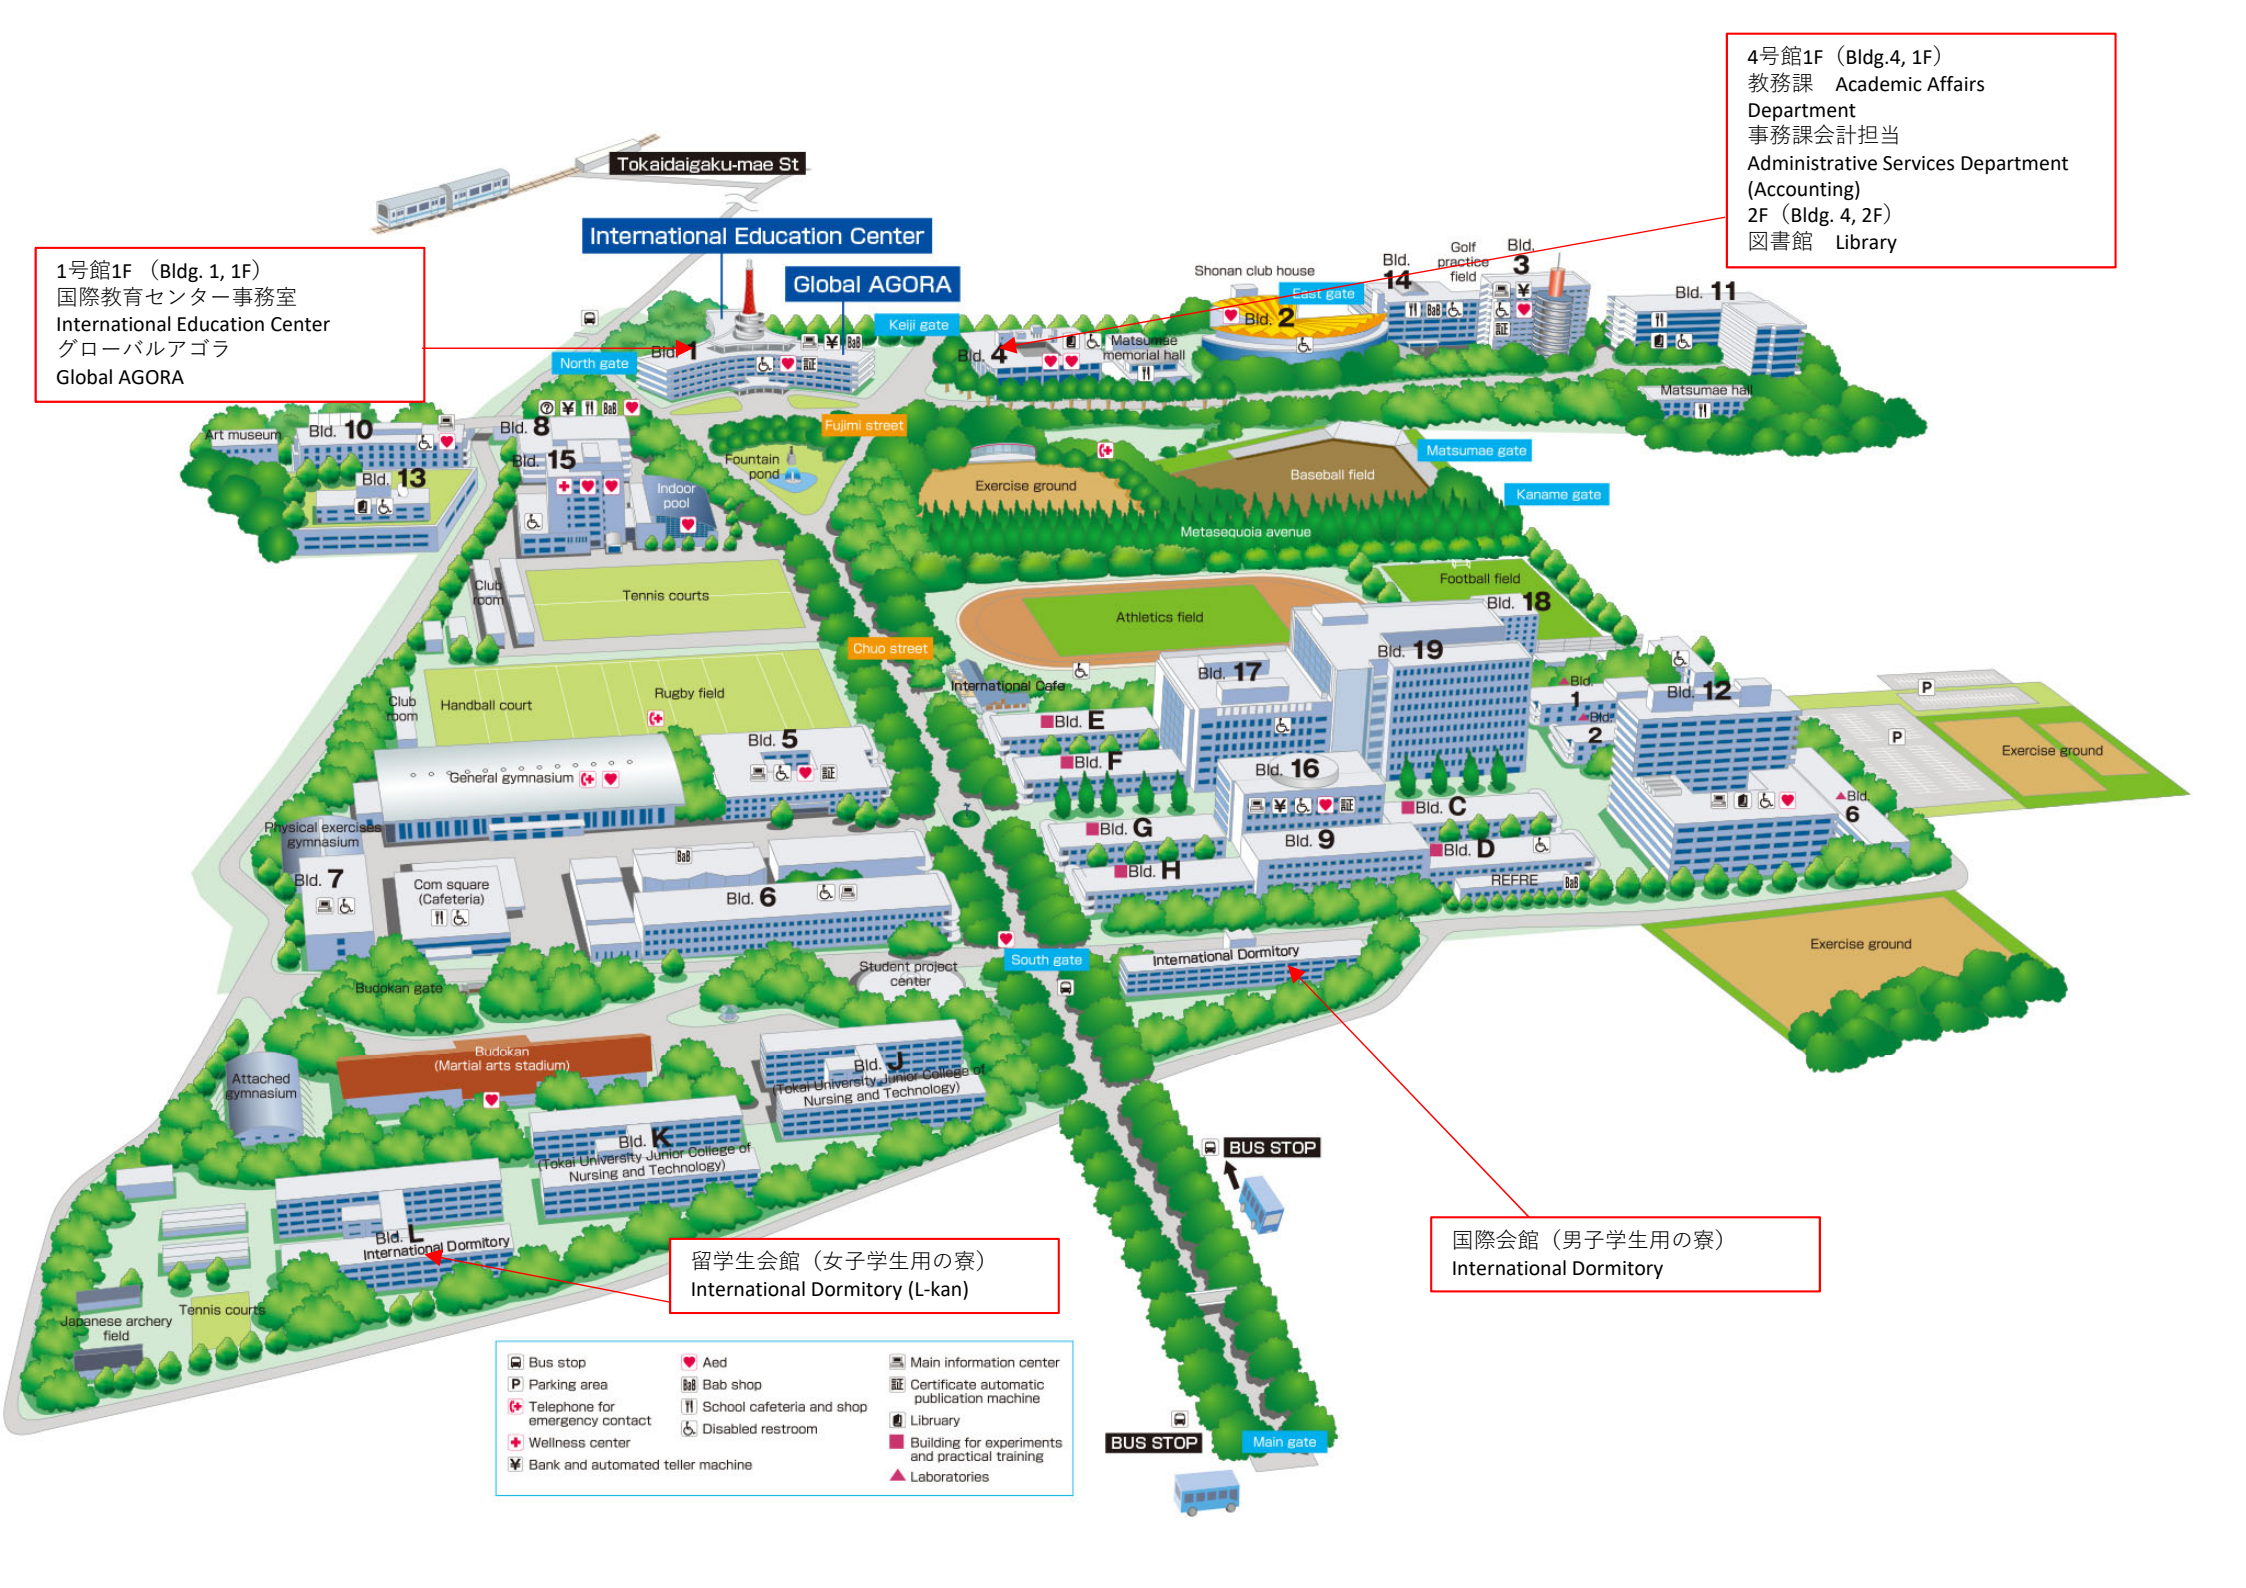 4号館1F（Bldg.4, 1F）
教務課　Academic Affairs
Department
事務課会計担当
Administrative Services Department
(Accounting)
2F（Bldg. 4, 2F）
図書館　Library
Tokaidaigaku-mae St
International Education Center
Global AGORA
1号館1F （Bldg. 1, 1F）
国際教育センター事務室
International Education Center
グローバルアゴラ
Global AGORA
Shonan club house
East gate
Bld. 2
Bld. 14
Golf
practice
field
Bld. 3
Bld. 11
Keiji gate
North gate
Bld. 1
Bld. 4
Matsumae
memorial hall
Matsumae hall
Fujimi street
Art museum
Bld. 10
Bld. 8
Bld. 13
Bld. 15
Indoor
pool
Fountain
pond
Exercise ground
Baseball field
Matsumae gate
Kaname gate
Metasequoia avenue
Club
room
Tennis courts
Athletics field
Football field
Bld. 18
Chuo street
Bld. 19
Bld. 17
International Cafe
Bld. 1
Bld. 2
Bld. 12
P
P
Exercise ground
Club
room
Handball court
Rugby field
Bld. E
Bld. F
Bld. 5
General gymnasium
Bld. 16
Bld. C
Bld. 6
Physical exercises
gymnasium
Bld. G
Bld. 9
Bld. D
Bld. H
REFRE
BaB
Bld. 7
Com square
(Cafeteria)
BaB
Bld. 6
Exercise ground
South gate
International Dormitory
Student project
center
Budokan gate
Budokan
(Martial arts stadium)
Attached
gymnasium
Bld. J
(Tokai University Junior College of
Nursing and Technology)
Bld. K
(Tokai University Junior College of
Nursing and Technology)
BUS STOP
Bld. L
International Dormitory
留学生会館（女子学生用の寮）
International Dormitory (L-kan)
国際会館（男子学生用の寮）
International Dormitory
Tennis courts
Japanese archery
field
Bus stop
P Parking area
Telephone for
emergency contact
Wellness center
¥ Bank and automated teller machine
Aed
BaB Bab shop
School cafeteria and shop
Disabled restroom
Main information center
証 Certificate automatic
publication machine
Library
Building for experiments
and practical training
Laboratories
BUS STOP
Main gate